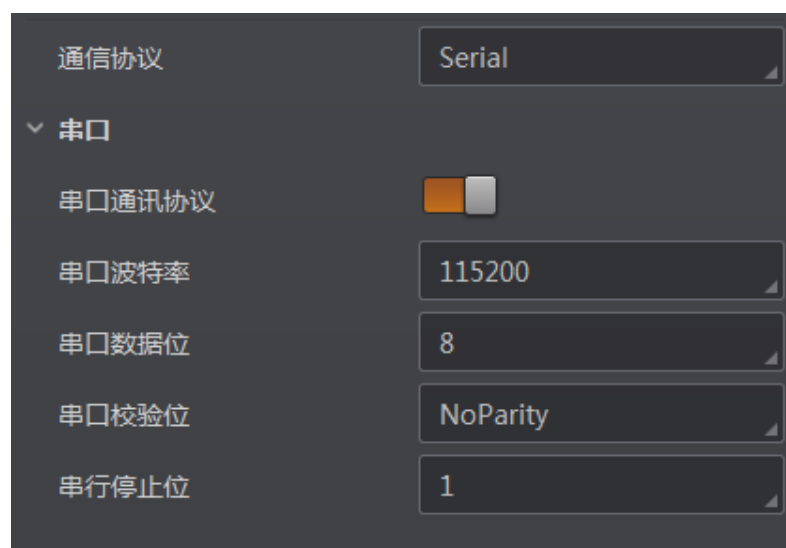 通信协议 Serial
串口
串口通讯协议
串口波特率 115200
串口数据位 8
串口校验位 NoParity
串行停止位 1